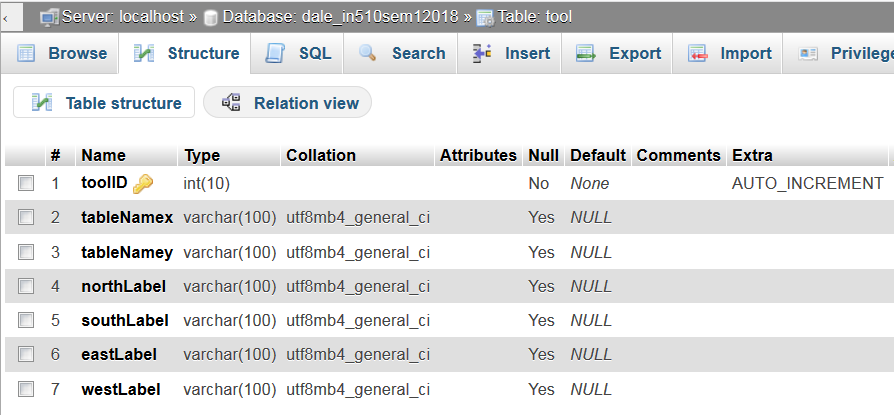 Server: localhost » Database: dale_in510sem12018 » Table: tool
Browse Structure SQL Search Insert Export Import Privilege
Table structure Relation view
# Name Type Collation Attributes Null Default Comments Extra
1 toolID int(10) No None AUTO_INCREMENT
2 tableNamex varchar(100) utf8mb4_general_ci Yes NULL
3 tableNamey varchar(100) utf8mb4_general_ci Yes NULL
4 northLabel varchar(100) utf8mb4_general_ci Yes NULL
5 southLabel varchar(100) utf8mb4_general_ci Yes NULL
6 eastLabel varchar(100) utf8mb4_general_ci Yes NULL
7 westLabel varchar(100) utf8mb4_general_ci Yes NULL